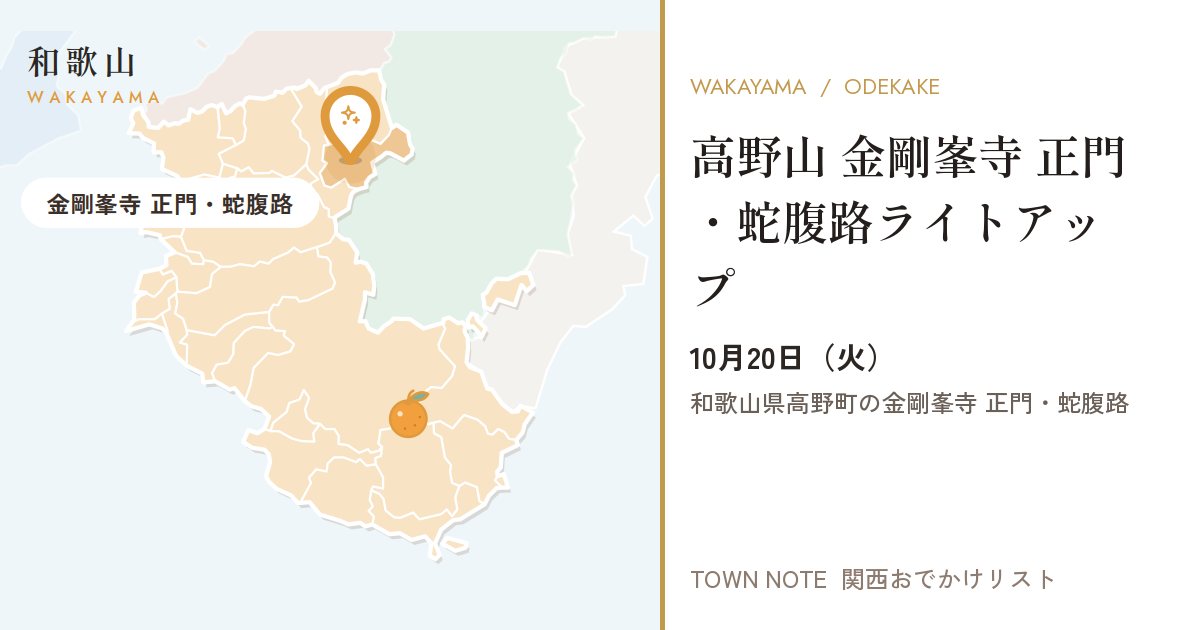 和歌山
WAKAYAMA
金剛峯寺 正門・蛇腹路
WAKAYAMA / ODEKAKE
高野山 金剛峯寺 正門
・蛇腹路ライトアッ
プ
10月20日（火）
和歌山県高野町の金剛峯寺 正門・蛇腹路
TOWN NOTE 関西おでかけリスト